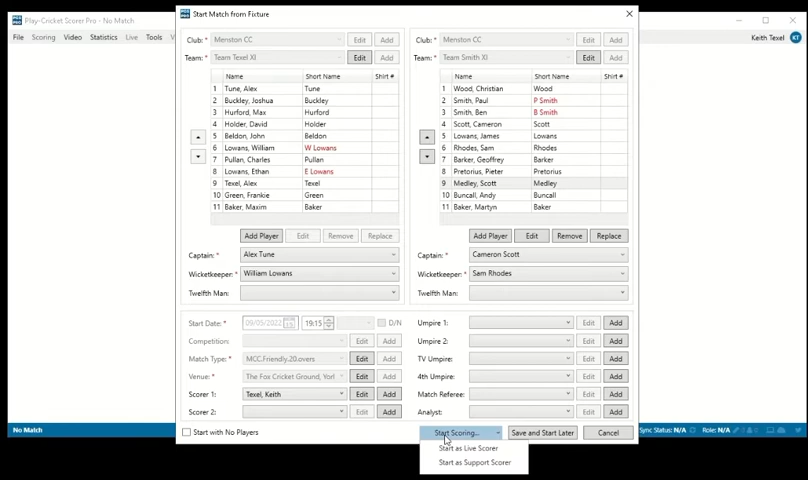 Play-Cricket Scorer Pro - No Match
File Scoring Video Statistics Live Tools
Keith Texel KT
Start Match from Fixture
Club: * Menston CC Edit Add
Team: * Team Texel XI Edit Add
Name Short Name Shirt #
1 Tune, Alex Tune
2 Buckley, Joshua Buckley
3 Hurford, Max Hurford
4 Holder, David Holder
5 Beldon, John Beldon
6 Lowans, William W Lowans
7 Pullan, Charles Pullan
8 Lowans, Ethan E Lowans
9 Texel, Alex Texel
10 Green, Frankie Green
11 Baker, Maxim Baker
Add Player Edit Remove Replace
Captain: * Alex Tune
Wicketkeeper: * William Lowans
Twelfth Man:
Club: * Menston CC Edit Add
Team: * Team Smith XI Edit Add
Name Short Name Shirt #
1 Wood, Christian Wood
2 Smith, Paul P Smith
3 Smith, Ben B Smith
4 Scott, Cameron Scott
5 Lowans, James Lowans
6 Rhodes, Sam Rhodes
7 Barker, Geoffrey Barker
8 Pretorius, Pieter Pretorius
9 Medley, Scott Medley
10 Buncall, Andy Buncall
11 Baker, Martyn Baker
Add Player Edit Remove Replace
Captain: * Cameron Scott
Wicketkeeper: * Sam Rhodes
Twelfth Man:
Start Date: * 09/05/2022 15 19:15 D/N
Competition: Edit Add
Match Type: * MCC.Friendly.20.overs Edit Add
Venue: * The Fox Cricket Ground, Yorl Edit Add
Scorer 1: Texel, Keith Edit Add
Scorer 2: Edit Add
Umpire 1: Edit Add
Umpire 2: Edit Add
TV Umpire: Edit Add
4th Umpire: Edit Add
Match Referee: Edit Add
Analyst: Edit Add
Start with No Players
Start Scoring... Save and Start Later Cancel
Start as Live Scorer
Start as Support Scorer
No Match
Sync Status: N/A Role: N/A